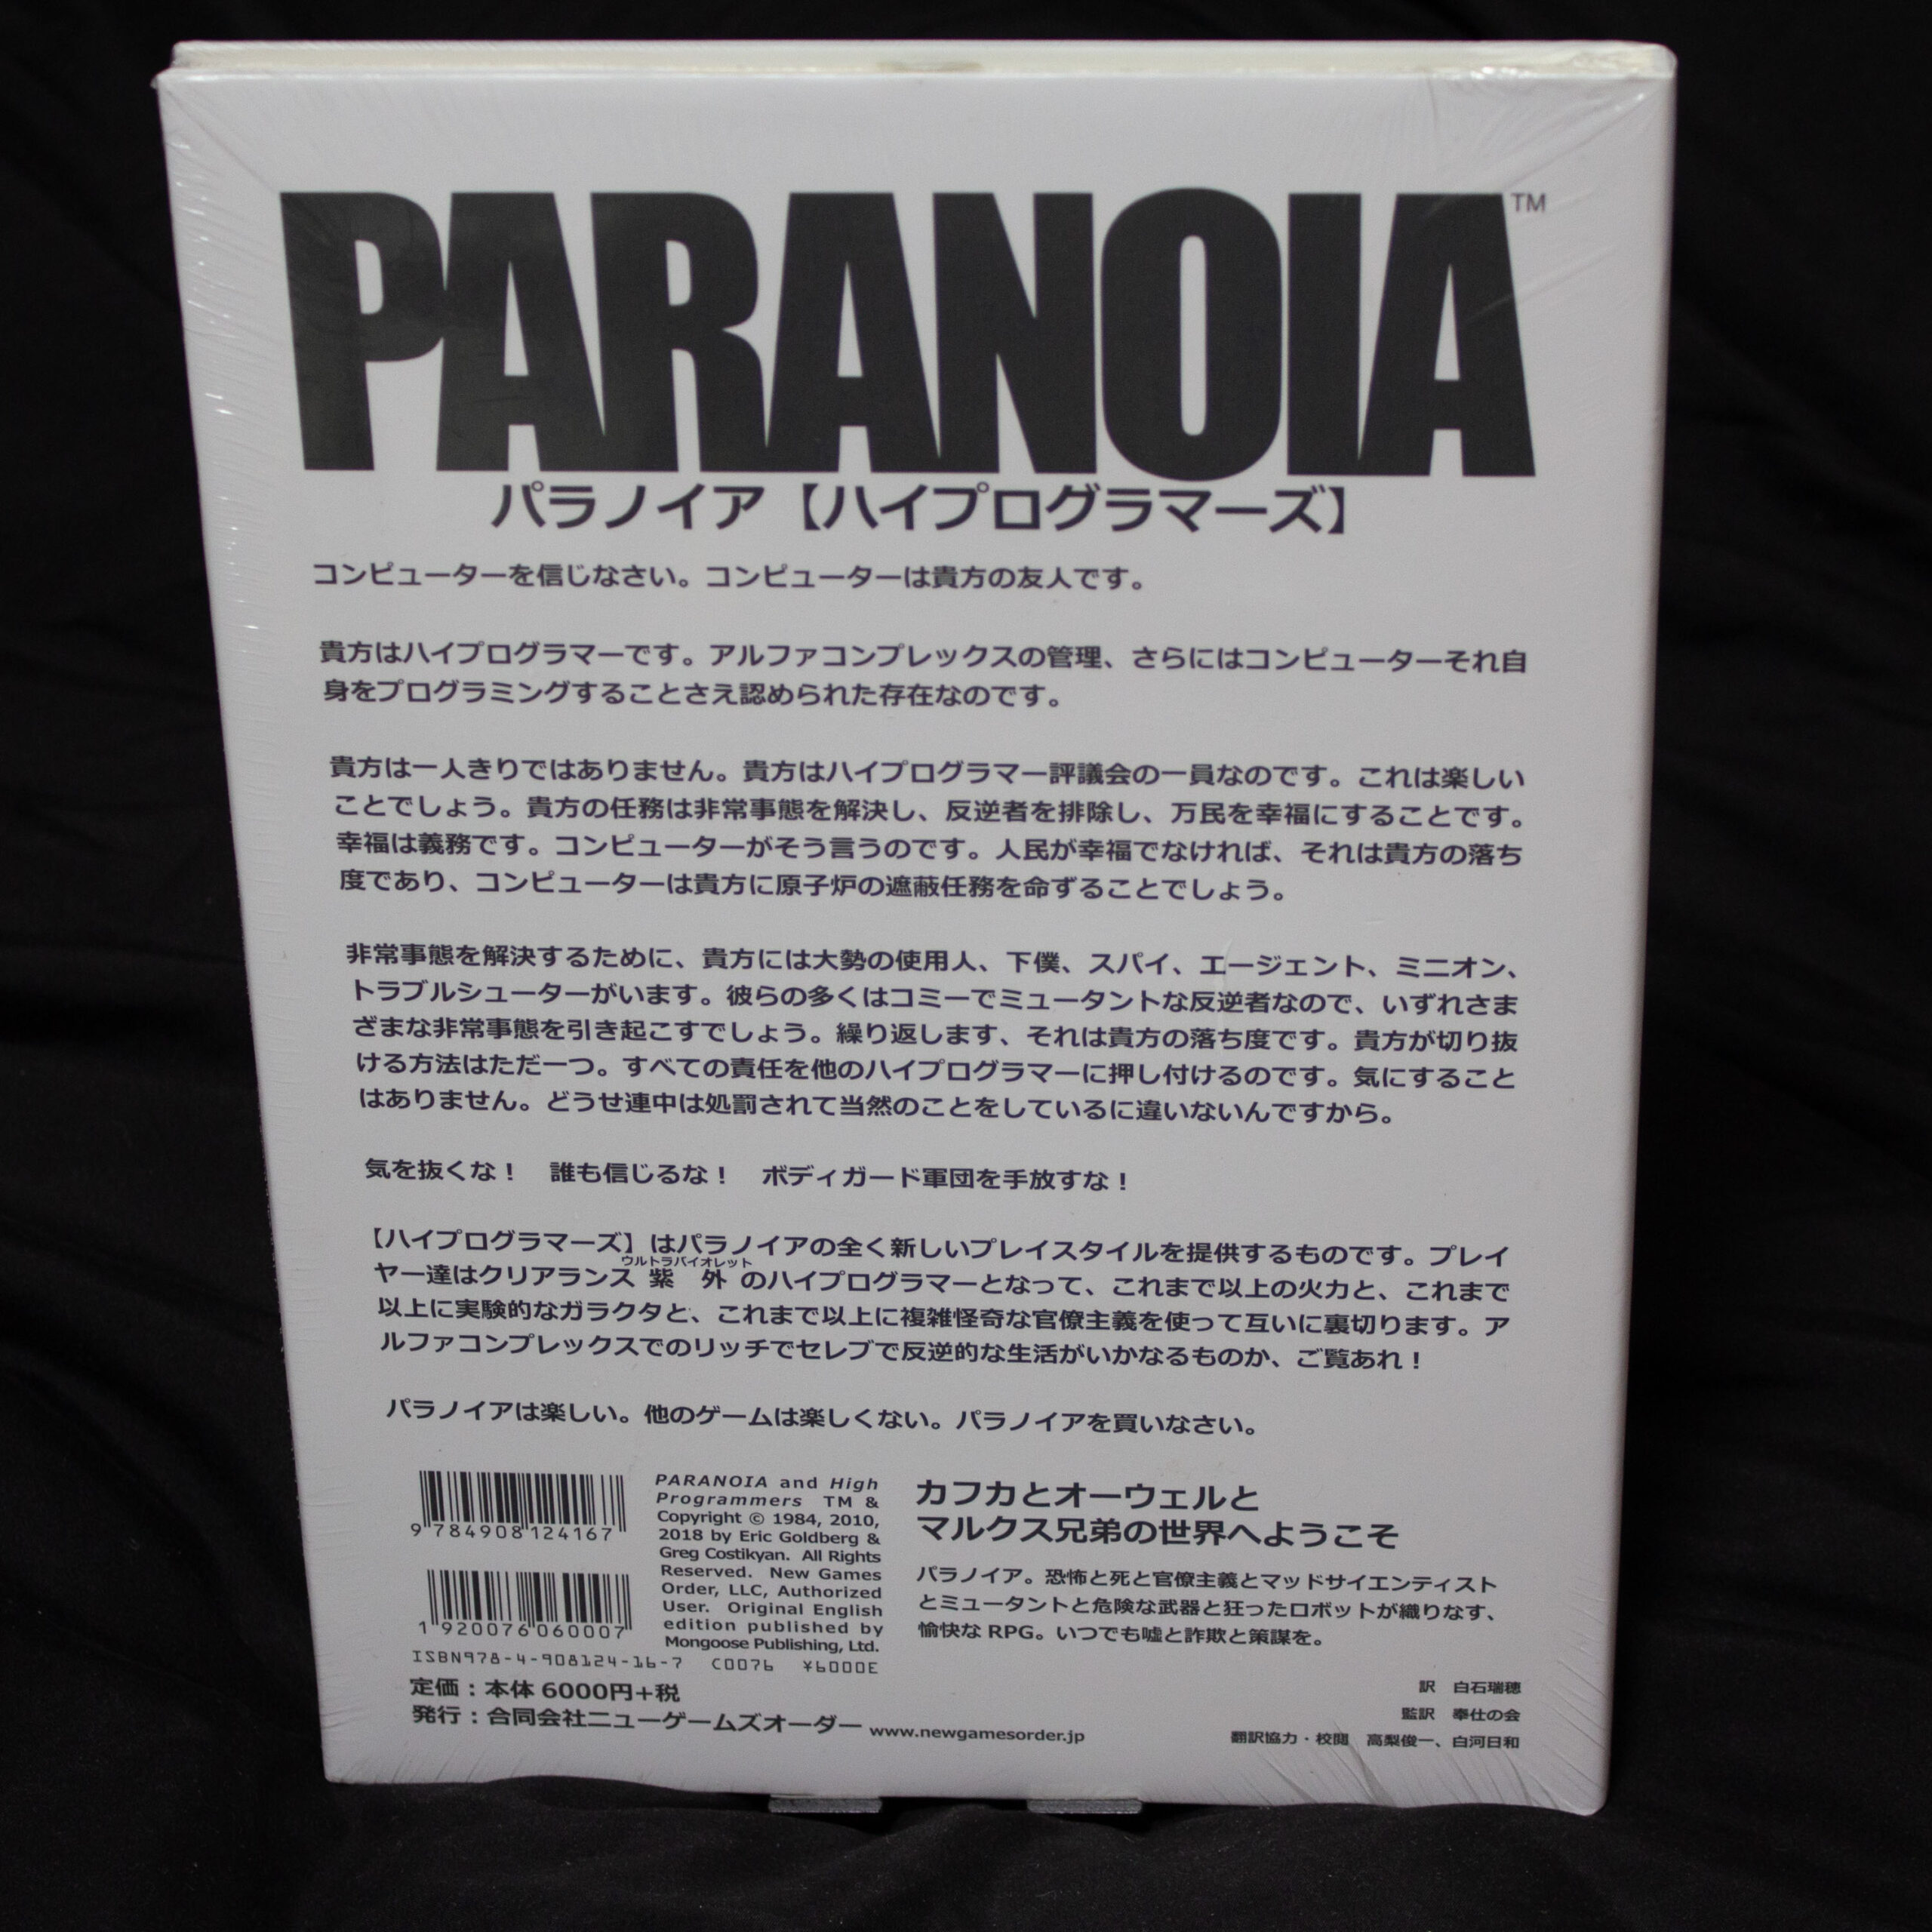 PARANOIA™
パラノイア【ハイプログラマーズ】
コンピューターを信じなさい。コンピューターは貴方の友人です。
貴方はハイプログラマーです。アルファコンプレックスの管理、さらにはコンピューターそれ自
身をプログラミングすることさえ認められた存在なのです。
貴方は一人きりではありません。貴方はハイプログラマー評議会の一員なのです。これは楽しい
ことでしょう。貴方の任務は非常事態を解決し、反逆者を排除し、万民を幸福にすることです。
幸福は義務です。コンピューターがそう言うのです。人民が幸福でなければ、それは貴方の落ち
度であり、コンピューターは貴方に原子炉の遮蔽任務を命ずることでしょう。
非常事態を解決するために、貴方には大勢の使用人、下僕、スパイ、エージェント、ミニオン、
トラブルシューターがいます。彼らの多くはコミーでミュータントな反逆者なので、いずれさま
ざまな非常事態を引き起こすでしょう。繰り返します、それは貴方の落ち度です。貴方が切り抜
ける方法はただ一つ。すべての責任を他のハイプログラマーに押し付けるのです。気にすること
はありません。どうせ連中は処罰されて当然のことをしているに違いないんですから。
気を抜くな！　誰も信じるな！　ボディガード軍団を手放すな！
【ハイプログラマーズ】はパラノイアの全く新しいプレイスタイルを提供するものです。プレイ
ウルトラバイオレット
ヤー達はクリアランス紫外のハイプログラマーとなって、これまで以上の火力と、これまで
以上に実験的なガラクタと、これまで以上に複雑怪奇な官僚主義を使って互いに裏切ります。ア
ルファコンプレックスでのリッチでセレブで反逆的な生活がいかなるものか、ご覧あれ！
パラノイアは楽しい。他のゲームは楽しくない。パラノイアを買いなさい。
9784908124167
1920076060007
ISBN978-4-908124-16-7 C0076 ¥6000E
定価：本体6000円+税
発行：合同会社ニューゲームズオーダー www.newgamesorder.jp
PARANOIA and High
Programmers TM &
Copyright © 1984, 2010,
2018 by Eric Goldberg &
Greg Costikyan. All Rights
Reserved. New Games
Order, LLC, Authorized
User. Original English
edition published by
Mongoose Publishing, Ltd.
カフカとオーウェルと
マルクス兄弟の世界へようこそ
パラノイア。恐怖と死と官僚主義とマッドサイエンティスト
とミュータントと危険な武器と狂ったロボットが織りなす、
愉快なRPG。いつでも嘘と詐欺と策謀を。
訳　白石瑞穂
監訳　奉仕の会
翻訳協力・校閲　高梨俊一、白河日和